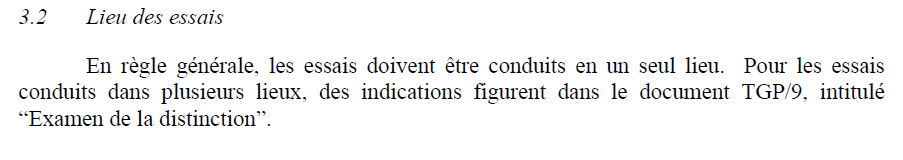 3.2 Lieu des essais
En règle générale, les essais doivent être conduits en un seul lieu. Pour les essais
conduits dans plusieurs lieux, des indications figurent dans le document TGP/9, intitulé
“Examen de la distinction”.